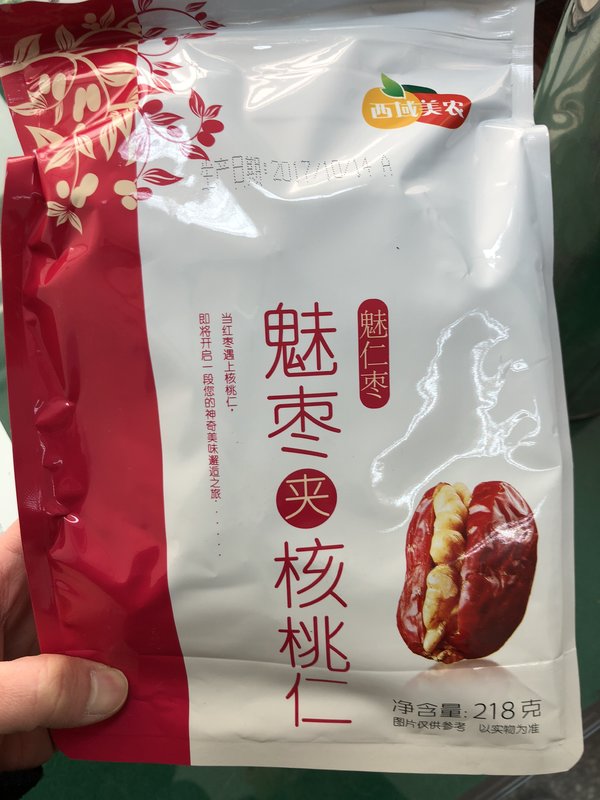 西域美农
生产日期:2017/10/14 A
魅仁枣
魅枣夹核桃仁
当红枣遇上核桃仁,
即将开启一段您的神奇美味邂逅之旅······
净含量:218克
图片仅供参考 以实物为准